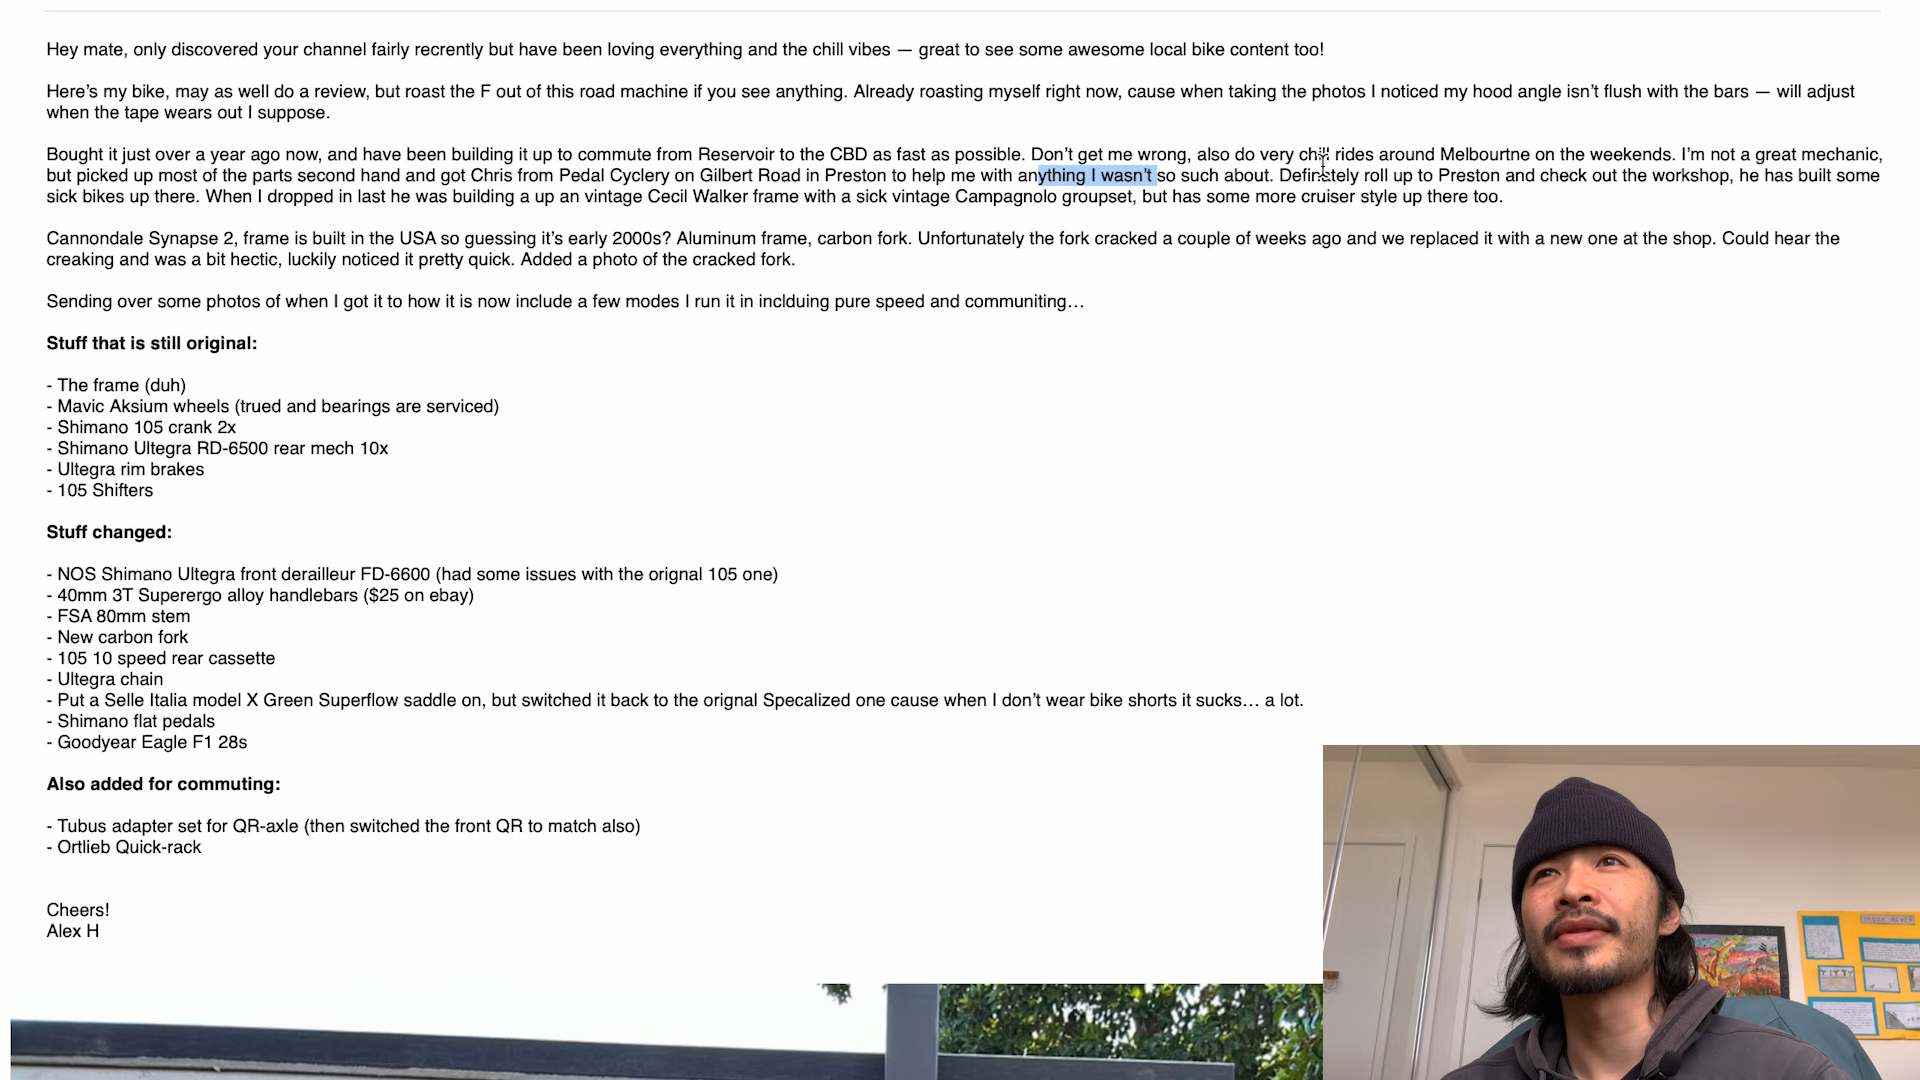 Hey mate, only discovered your channel fairly recrently but have been loving everything and the chill vibes — great to see some awesome local bike content too!
Here’s my bike, may as well do a review, but roast the F out of this road machine if you see anything. Already roasting myself right now, cause when taking the photos I noticed my hood angle isn’t flush with the bars — will adjust
when the tape wears out I suppose.
Bought it just over a year ago now, and have been building it up to commute from Reservoir to the CBD as fast as possible. Don’t get me wrong, also do very chill rides around Melbourtne on the weekends. I’m not a great mechanic,
but picked up most of the parts second hand and got Chris from Pedal Cyclery on Gilbert Road in Preston to help me with anything I wasn’t so such about. Definitely roll up to Preston and check out the workshop, he has built some
sick bikes up there. When I dropped in last he was building a up an vintage Cecil Walker frame with a sick vintage Campagnolo groupset, but has some more cruiser style up there too.
Cannondale Synapse 2, frame is built in the USA so guessing it’s early 2000s? Aluminum frame, carbon fork. Unfortunately the fork cracked a couple of weeks ago and we replaced it with a new one at the shop. Could hear the
creaking and was a bit hectic, luckily noticed it pretty quick. Added a photo of the cracked fork.
Sending over some photos of when I got it to how it is now include a few modes I run it in inclduing pure speed and communiting…
Stuff that is still original:
- The frame (duh)
- Mavic Aksium wheels (trued and bearings are serviced)
- Shimano 105 crank 2x
- Shimano Ultegra RD-6500 rear mech 10x
- Ultegra rim brakes
- 105 Shifters
Stuff changed:
- NOS Shimano Ultegra front derailleur FD-6600 (had some issues with the orignal 105 one)
- 40mm 3T Superergo alloy handlebars ($25 on ebay)
- FSA 80mm stem
- New carbon fork
- 105 10 speed rear cassette
- Ultegra chain
- Put a Selle Italia model X Green Superflow saddle on, but switched it back to the orignal Specalized one cause when I don’t wear bike shorts it sucks… a lot.
- Shimano flat pedals
- Goodyear Eagle F1 28s
Also added for commuting:
- Tubus adapter set for QR-axle (then switched the front QR to match also)
- Ortlieb Quick-rack
Cheers!
Alex H